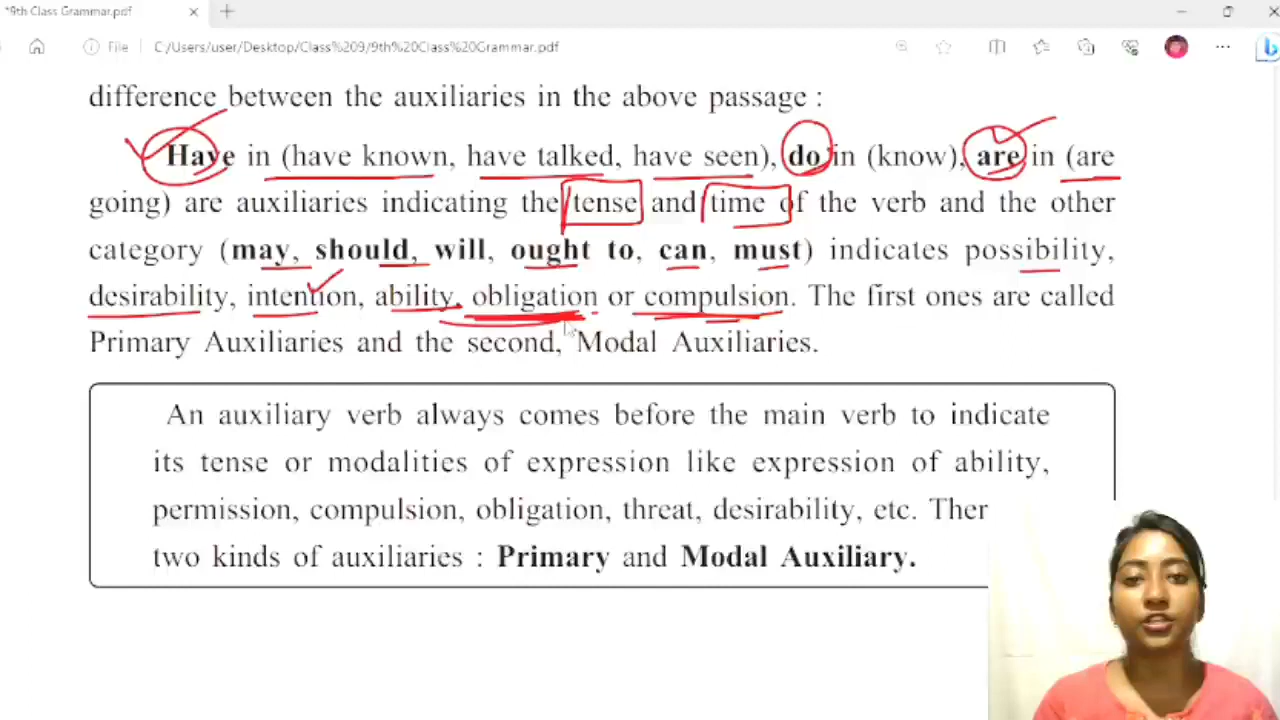 *9th Class Grammar.pdf
File C:/Users/user/Desktop/Class%209/9th%20Class%20Grammar.pdf
difference between the auxiliaries in the above passage :
Have in (have known, have talked, have seen), do in (know), are in (are
going) are auxiliaries indicating the tense and time of the verb and the other
category (may, should, will, ought to, can, must) indicates possibility,
desirability, intention, ability, obligation or compulsion. The first ones are called
Primary Auxiliaries and the second, Modal Auxiliaries.
An auxiliary verb always comes before the main verb to indicate
its tense or modalities of expression like expression of ability,
permission, compulsion, obligation, threat, desirability, etc. Ther
two kinds of auxiliaries : Primary and Modal Auxiliary.